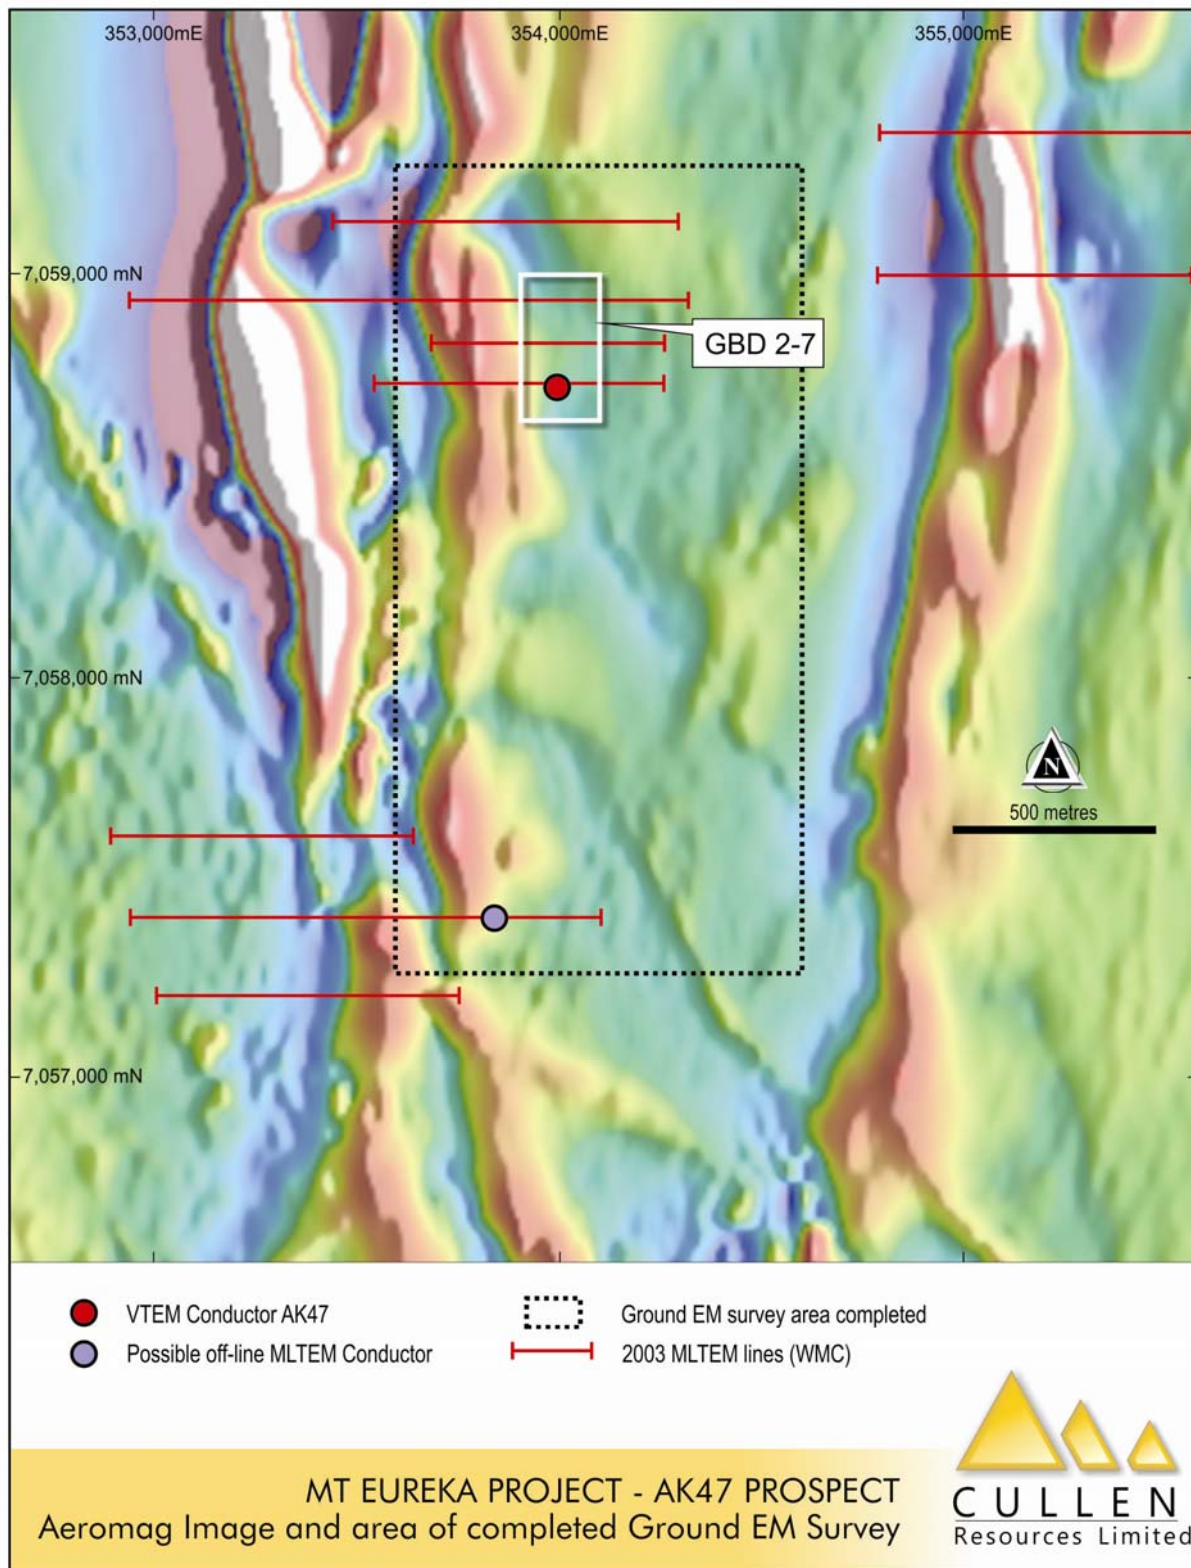 353,000mE
354,000mE
355,000mE
7,059,000 mN
GBD 2-7
7,058,000 mN
N
500 metres
7,057,000 mN
VTEM Conductor AK47
Ground EM survey area completed
Possible off-line MLTEM Conductor
2003 MLTEM lines (WMC)
MT EUREKA PROJECT - AK47 PROSPECT
Aeromag Image and area of completed Ground EM Survey
CULLEN
Resources Limited